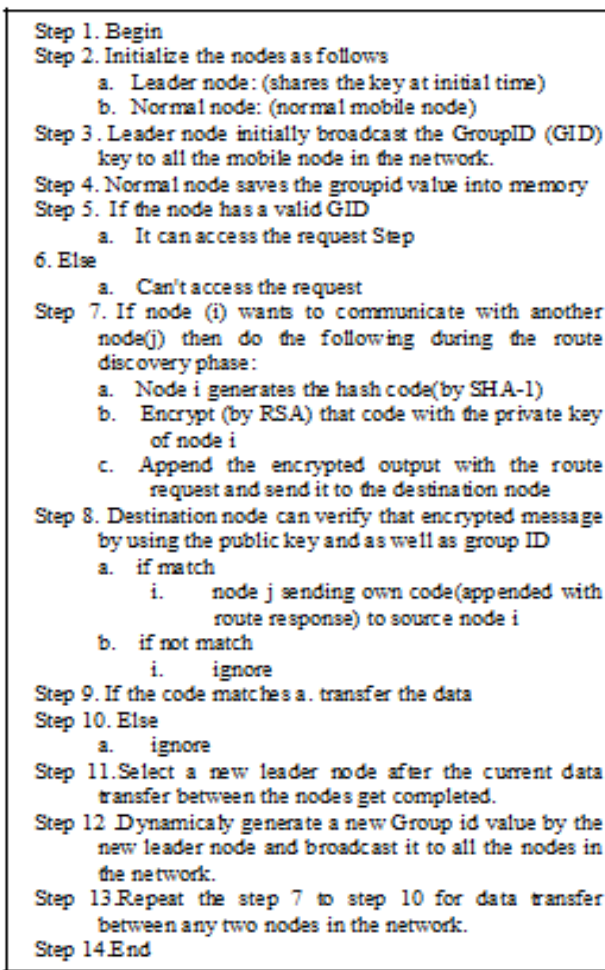 Step 1. Begin
Step 2. Initialize the nodes as follows
a. Leader node: (shares the key at initial time)
b. Normal node: (normal mobile node)
Step 3. Leader node initially broadcast the GroupID (GID)
key to all the mobile node in the network.
Step 4. Normal node saves the groupid value into memory
Step 5. If the node has a valid GID
a. It can access the request Step
6. Else
a. Can't access the request
Step 7. If node (i) wants to communicate with another
node(j) then do the following during the route
discovery phase:
a. Node i generates the hash code(by SHA-1)
b. Encrypt (by RSA) that code with the private key
of node i
c. Append the encrypted output with the route
request and send it to the destination node
Step 8. Destination node can verify that encrypted message
by using the public key and as well as group ID
a. if match
i. node j sending own code(appended with
route response) to source node i
b. if not match
i. ignore
Step 9. If the code matches a. transfer the data
Step 10. Else
a. ignore
Step 11.Select a new leader node after the current data
transfer between the nodes get completed.
Step 12 .Dynamicaly generate a new Group id value by the
new leader node and broadcast it to all the nodes in
the network.
Step 13.Repeat the step 7 to step 10 for data transfer
between any two nodes in the network.
Step 14.End